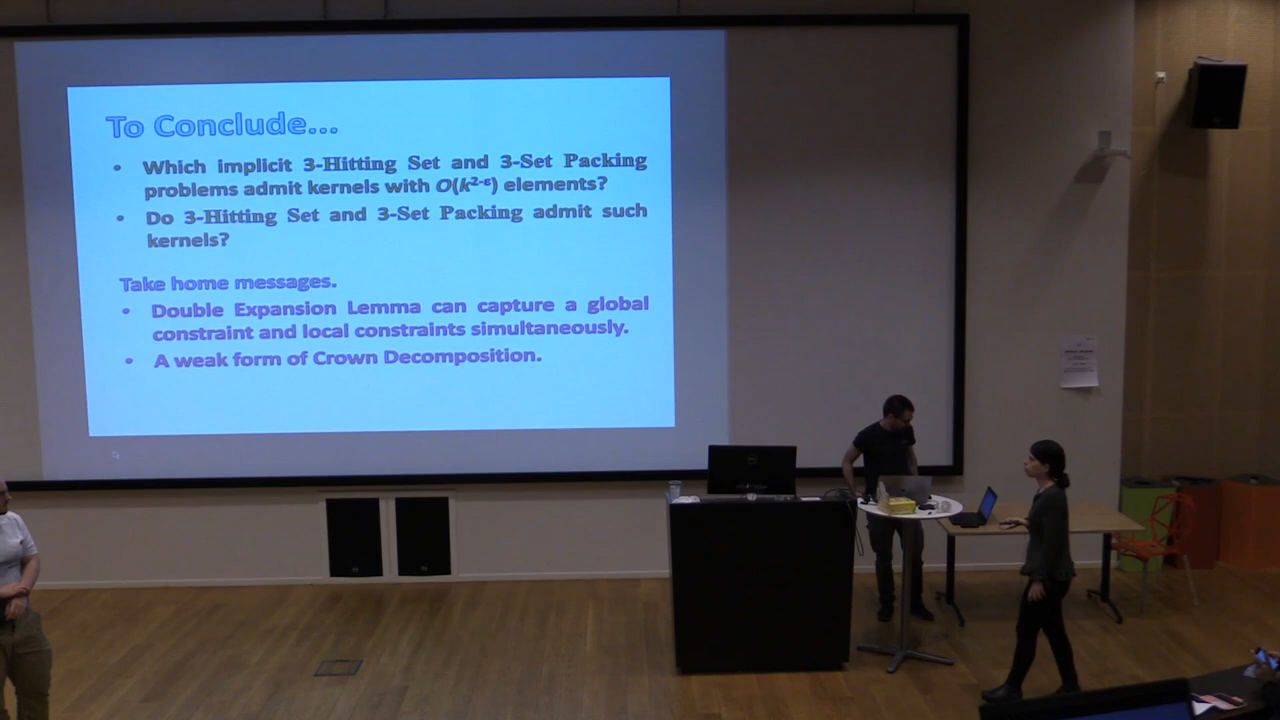 To Conclude...
• Which implicit 3-Hitting Set and 3-Set Packing
problems admit kernels with O(k^{2-ε}) elements?
• Do 3-Hitting Set and 3-Set Packing admit such
kernels?
Take home messages.
• Double Expansion Lemma can capture a global
constraint and local constraints simultaneously.
• A weak form of Crown Decomposition.